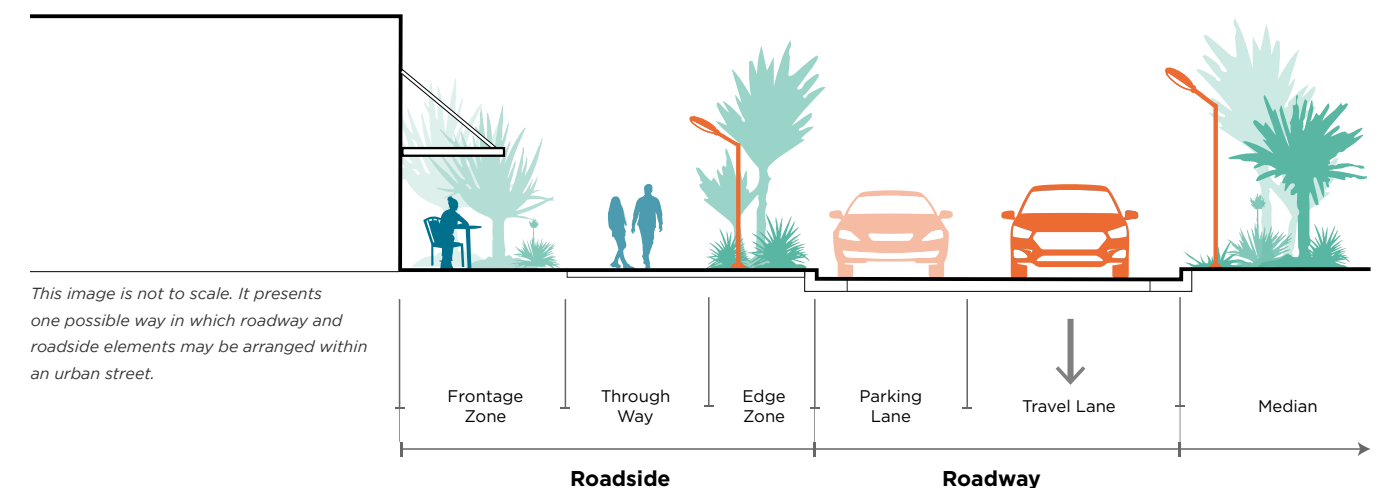 This image is not to scale. It presents
one possible way in which roadway and
roadside elements may be arranged within
an urban street.
Frontage
Zone
Through
Way
Edge
Zone
Parking
Lane
Travel Lane
Median
Roadside
Roadway